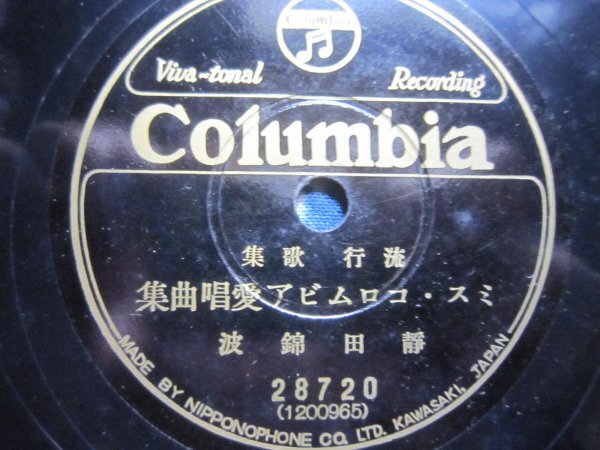 Columbia
Viva-tonal Recording
Columbia
流行歌集
ミス・コロムビア愛唱曲集
靜田錦波
28720
(1200965)
MADE BY NIPPONOPHONE CO. LTD. KAWASAKI, JAPAN